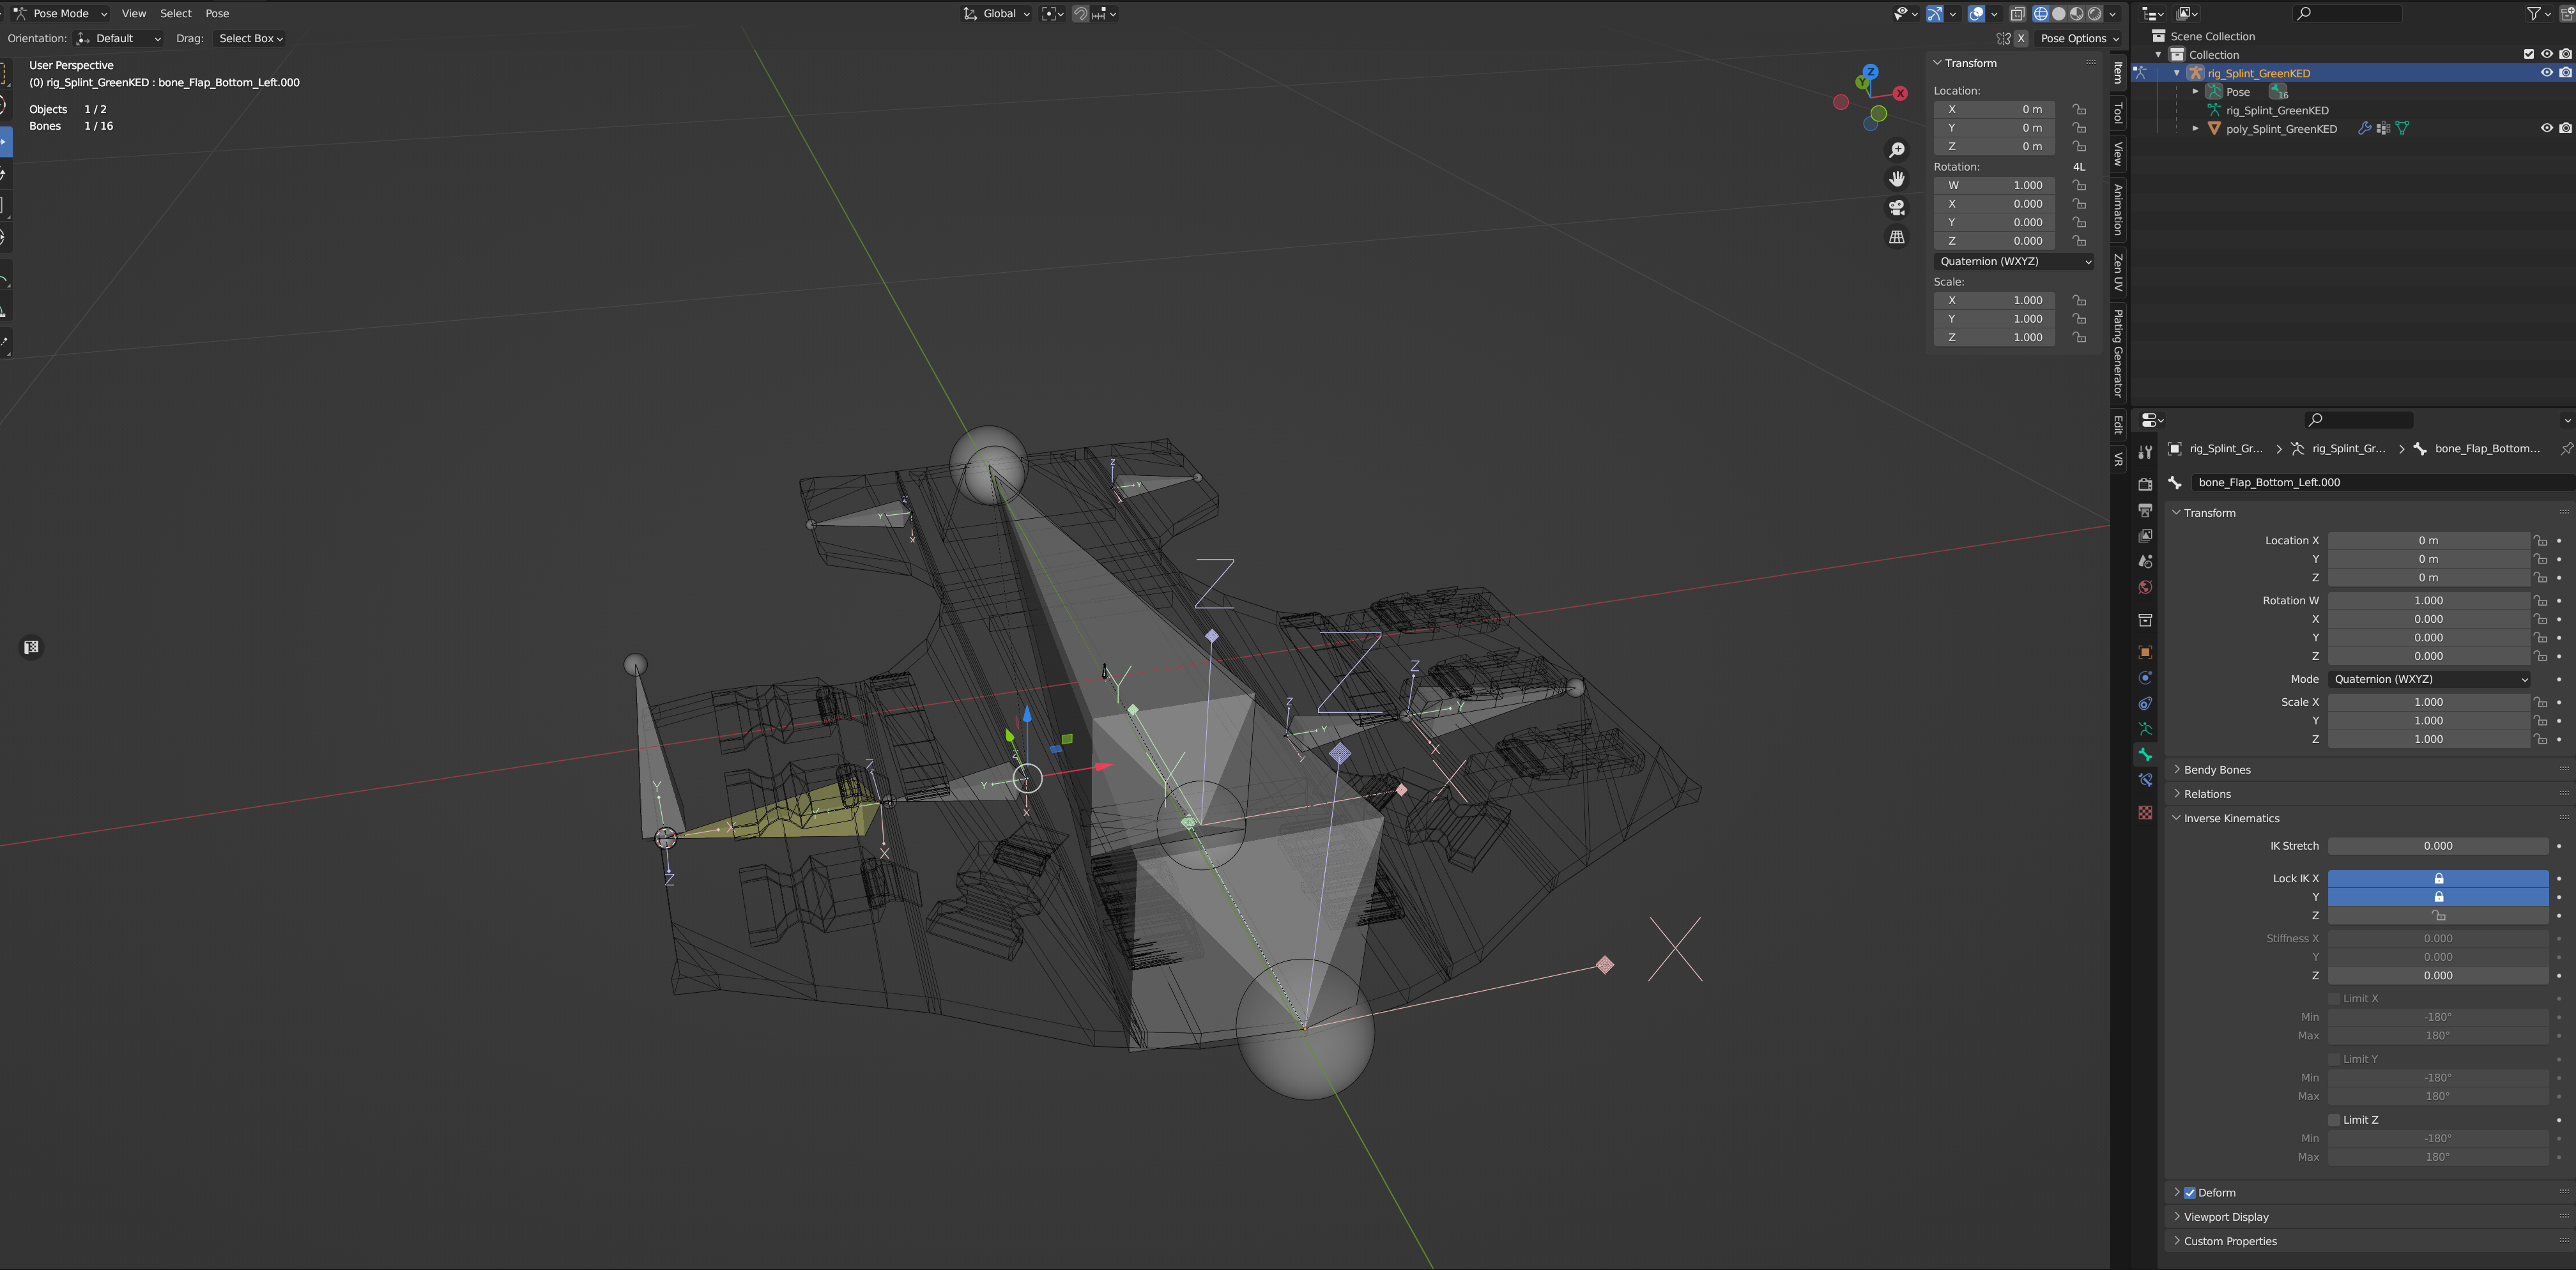 Pose Mode View Select Pose Global
Orientation: Default Drag: Select Box X Pose Options
User Perspective
(0) rig_Splint_GreenKED : bone_Flap_Bottom_Left.000
Objects 1 / 2
Bones 1 / 16
Z
Y
X
Transform
Location:
X 0 m
Y 0 m
Z 0 m
Rotation: 4L
W 1.000
X 0.000
Y 0.000
Z 0.000
Quaternion (WXYZ)
Scale:
X 1.000
Y 1.000
Z 1.000
Item
Tool
View
Animation
Zen UV
Plating Generator
Edit
VR
Z
Y
X
Z
Y
Z
Z
Y
Y
Z
Y
X
Z
Y
X
X
Y
X
Z
Z
Y
X
Z
Y
X
X
Scene Collection
Collection
rig_Splint_GreenKED
Pose 16
rig_Splint_GreenKED
poly_Splint_GreenKED
rig_Splint_Gr... > rig_Splint_Gr... > bone_Flap_Bottom...
bone_Flap_Bottom_Left.000
Transform
Location X 0 m
Y 0 m
Z 0 m
Rotation W 1.000
X 0.000
Y 0.000
Z 0.000
Mode Quaternion (WXYZ)
Scale X 1.000
Y 1.000
Z 1.000
Bendy Bones
Relations
Inverse Kinematics
IK Stretch 0.000
Lock IK X
Y
Z
Stiffness X 0.000
Y 0.000
Z 0.000
Limit X
Min -180°
Max 180°
Limit Y
Min -180°
Max 180°
Limit Z
Min -180°
Max 180°
Deform
Viewport Display
Custom Properties